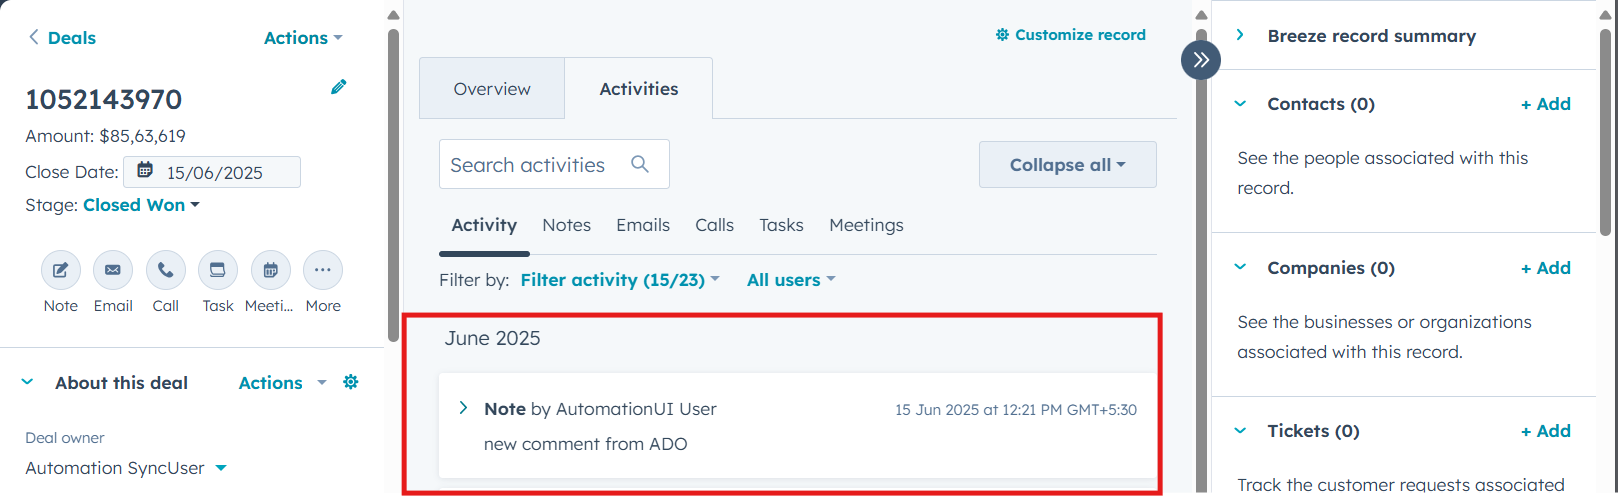 Deals
Actions
1052143970
Amount: $85,63,619
Close Date: 15/06/2025
Stage: Closed Won
Note Email Call Task Meeti... More
About this deal Actions
Deal owner
Automation SyncUser
Customize record
Overview Activities
Search activities
Collapse all
Activity Notes Emails Calls Tasks Meetings
Filter by: Filter activity (15/23) All users
June 2025
Note by AutomationUI User 15 Jun 2025 at 12:21 PM GMT+5:30
new comment from ADO
Breeze record summary
Contacts (0) + Add
See the people associated with this
record.
Companies (0) + Add
See the businesses or organizations
associated with this record.
Tickets (0) + Add
Track the customer requests associated